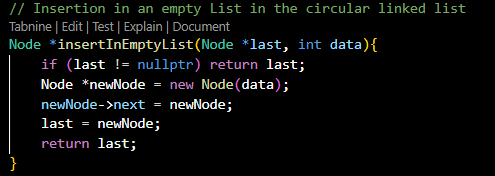 // Insertion in an empty List in the circular linked list
Tabnine | Edit | Test | Explain | Document
Node *insertInEmptyList(Node *last, int data){
    if (last != nullptr) return last;
    Node *newNode = new Node(data);
    newNode->next = newNode;
    last = newNode;
    return last;
}